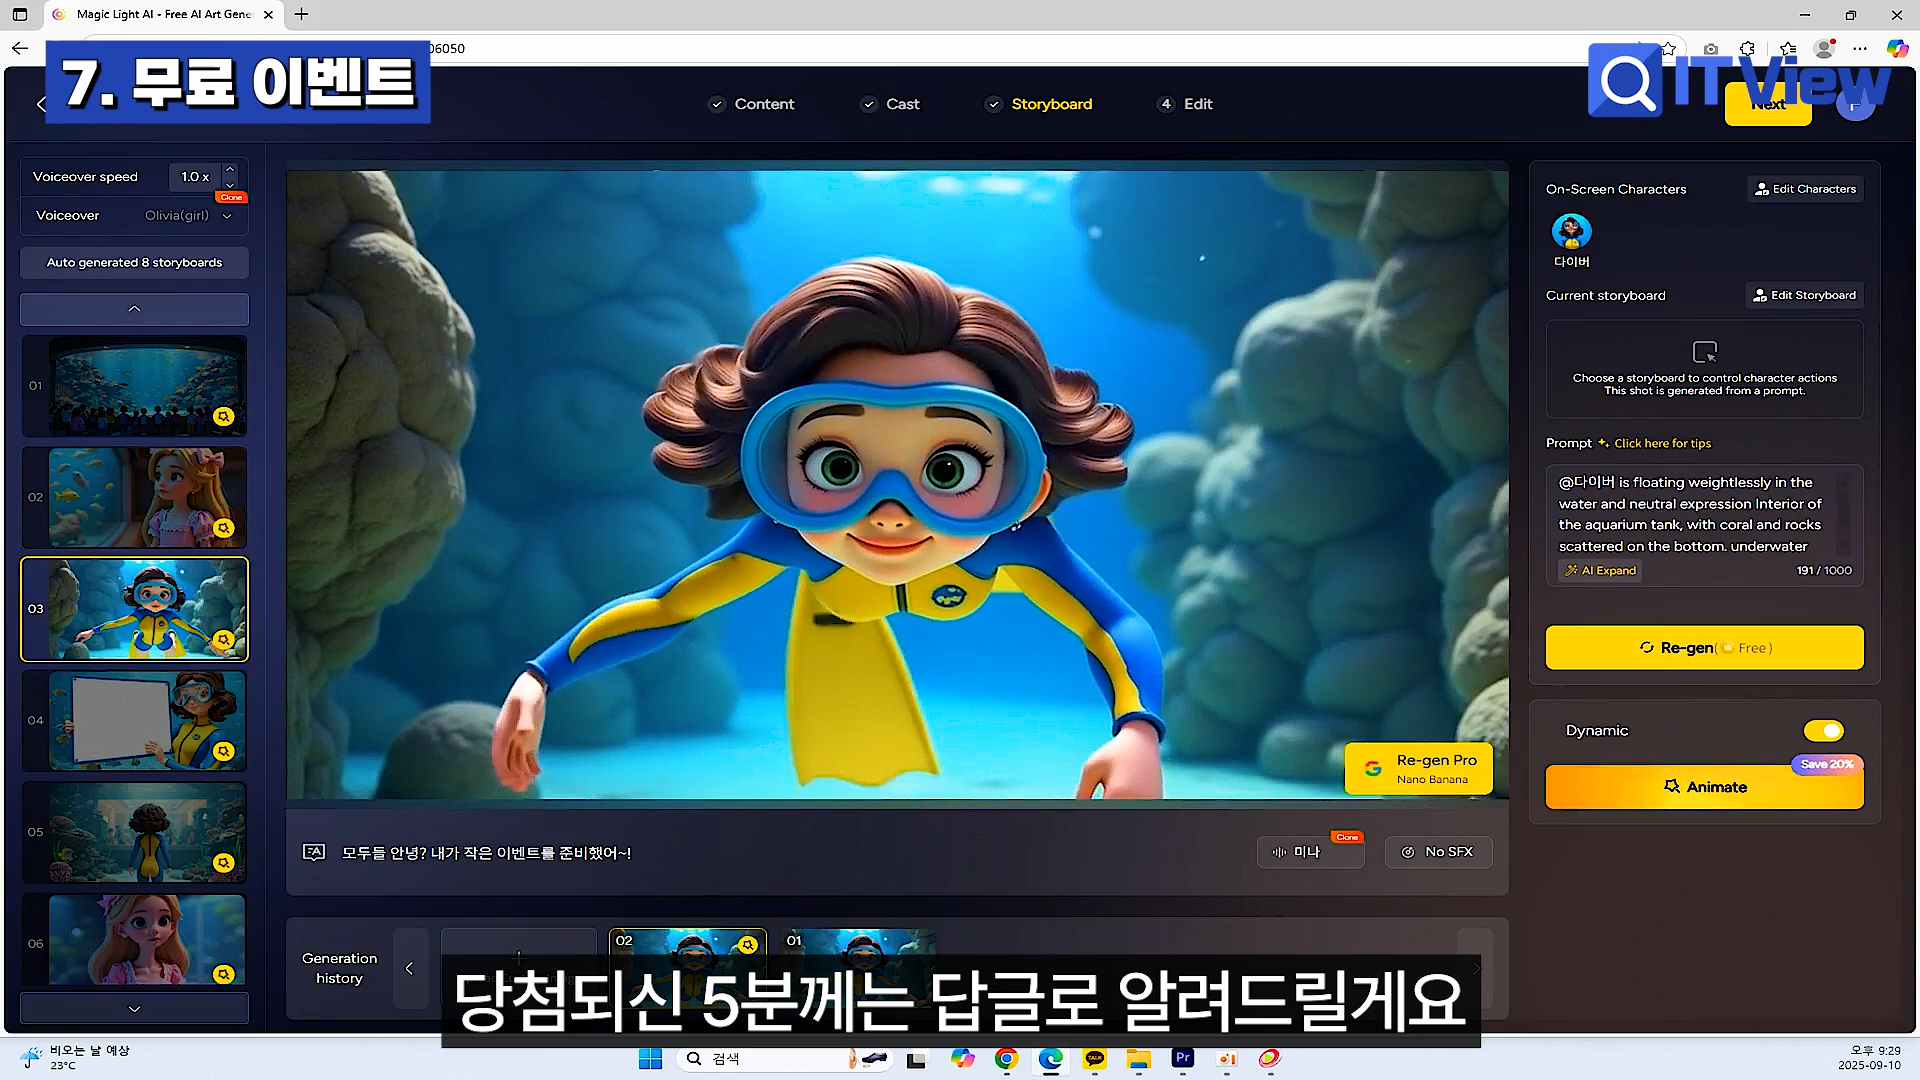 Magic Light AI - Free AI Art Gene
06050
7. 무료 이벤트
ITView
Content
Cast
Storyboard
4 Edit
Next
Voiceover speed
1.0 x
Clone
Voiceover
Olivia(girl)
Auto generated 8 storyboards
01
02
03
04
05
06
On-Screen Characters
Edit Characters
다이버
Current storyboard
Edit Storyboard
Choose a storyboard to control character actions
This shot is generated from a prompt.
Prompt
Click here for tips
@다이버 is floating weightlessly in the
water and neutral expression Interior of
the aquarium tank, with coral and rocks
scattered on the bottom. underwater
AI Expand
191 / 1000
Re-gen( Free )
Dynamic
Save 20%
Animate
Re-gen Pro
Nano Banana
모두들 안녕? 내가 작은 이벤트를 준비했어~!
Clone
미나
No SFX
Generation
history
02
01
당첨되신 5분께는 답글로 알려드릴게요
비오는 날 예상
23°C
검색
TALK
Pr
오후 9:29
2025-09-10